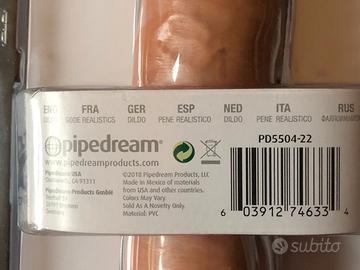 ENG FRA GER ESP NED ITA RUS
DILDO GODE REALISTICO DILDO PENE REALISTICO DILDO PENE REALISTICO
pipedream®
www.pipedreamproducts.com
Pipedream USA
Chatsworth, CA 91311
Pipedream Products GmbH
Germany
©2018 Pipedream Products, LLC
Made in Mexico of materials
from USA and other countries.
Colors May Vary.
Sold As A Novelty Only.
Material: PVC
PD5504-22
6 03912 74633 4
subito